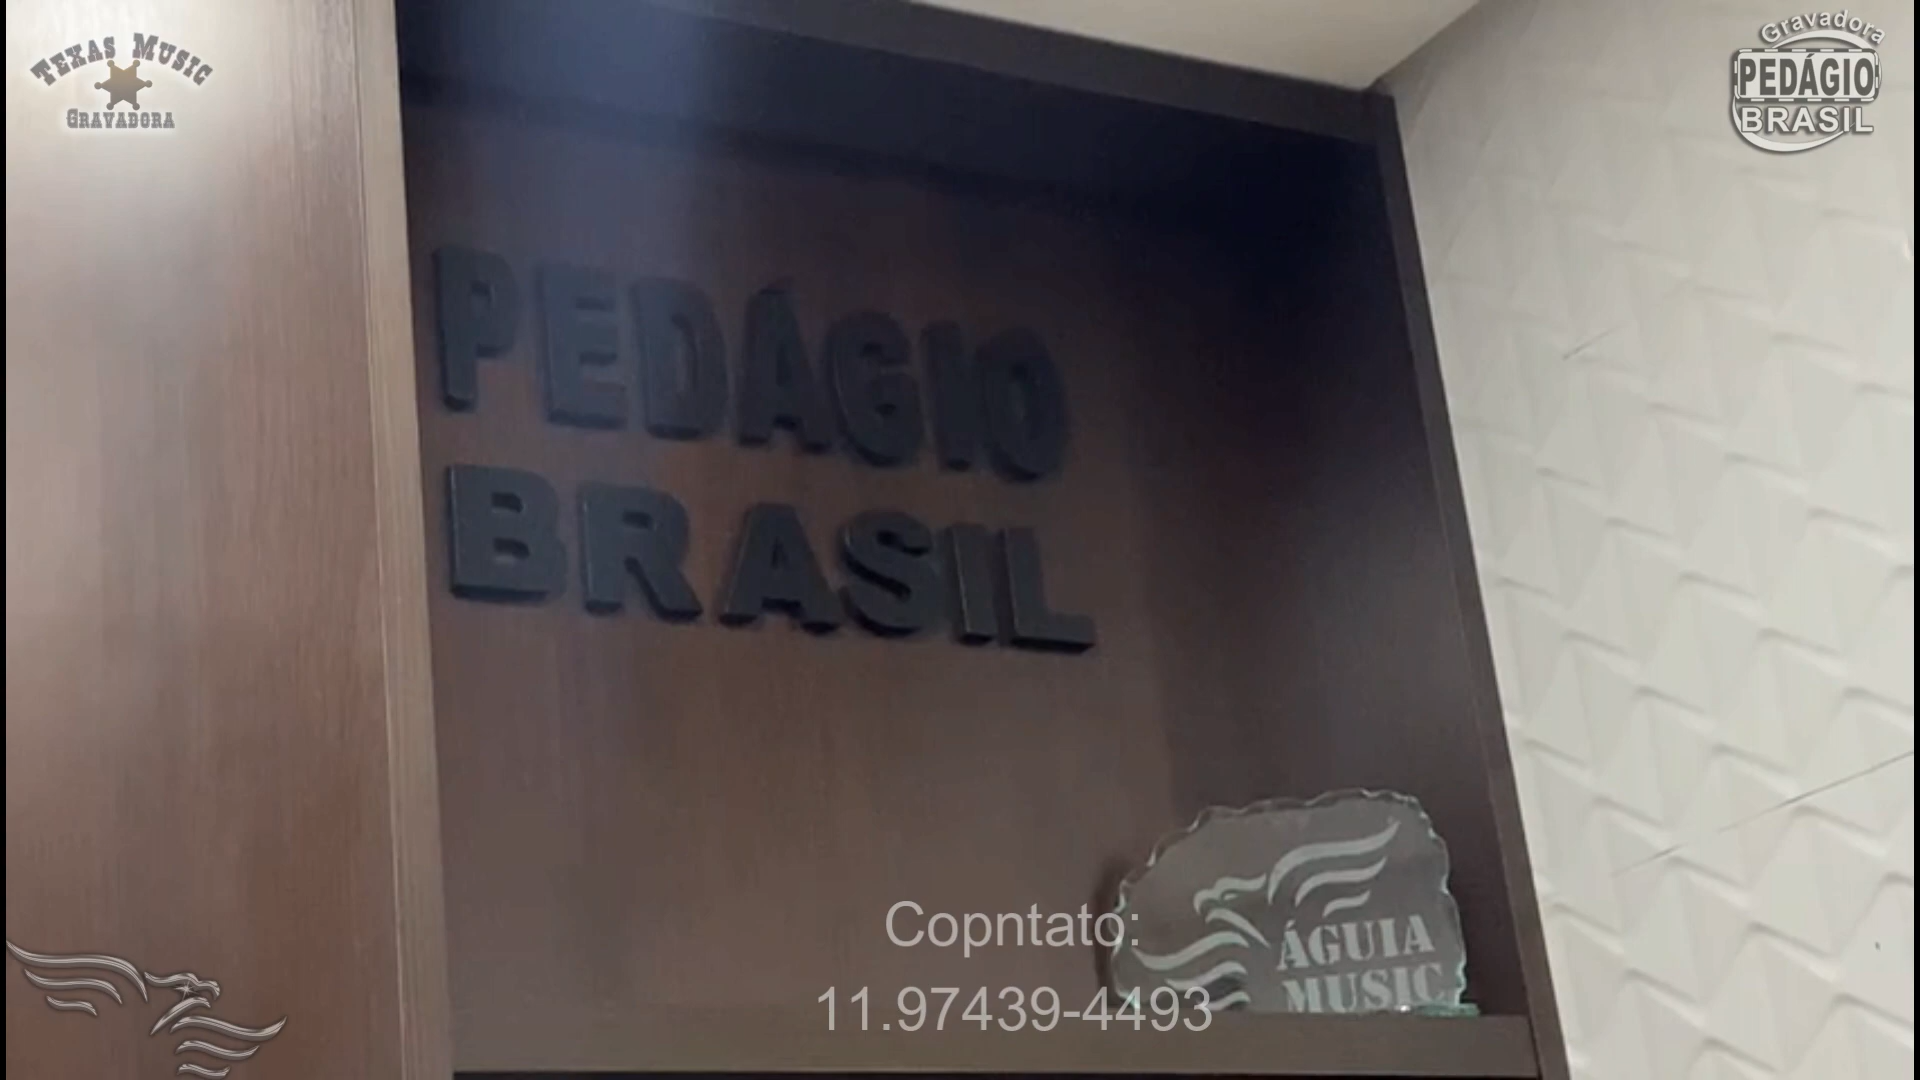 TEXAS MUSIC
GRAVADORA
Gravadora
PEDÁGIO
BRASIL
PEDÁGIO
BRASIL
ÁGUIA
MUSIC
Copntato:
11.97439-4493